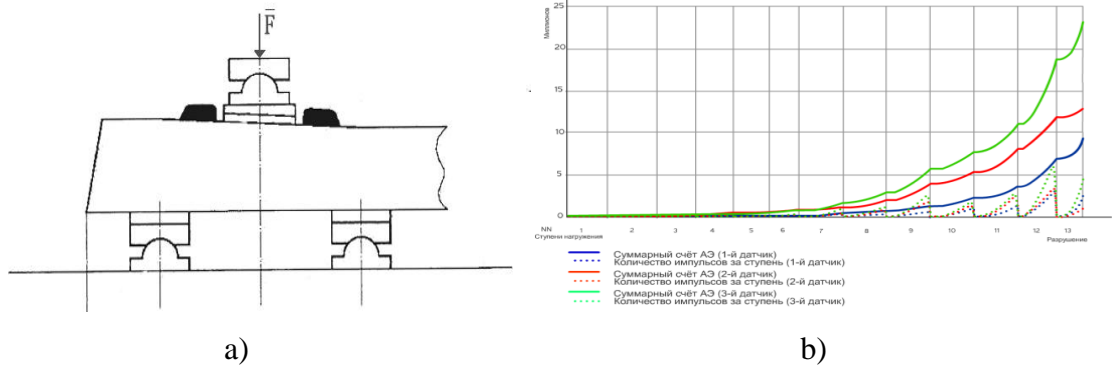 F
a)
Миллионов
25
20
15
10
5
0
NN 1 2 3 4 5 6 7 8 9 10 11 12 13
Ступени нагружения Разрушение
Суммарный счёт АЭ (1-й датчик)
Количество импульсов за ступень (1-й датчик)
Суммарный счёт АЭ (2-й датчик)
Количество импусов за ступень (2-й датчик)
Суммарный счёт АЭ (3-й датчик)
Количество импульсов за ступень (3-й датчик)
b)